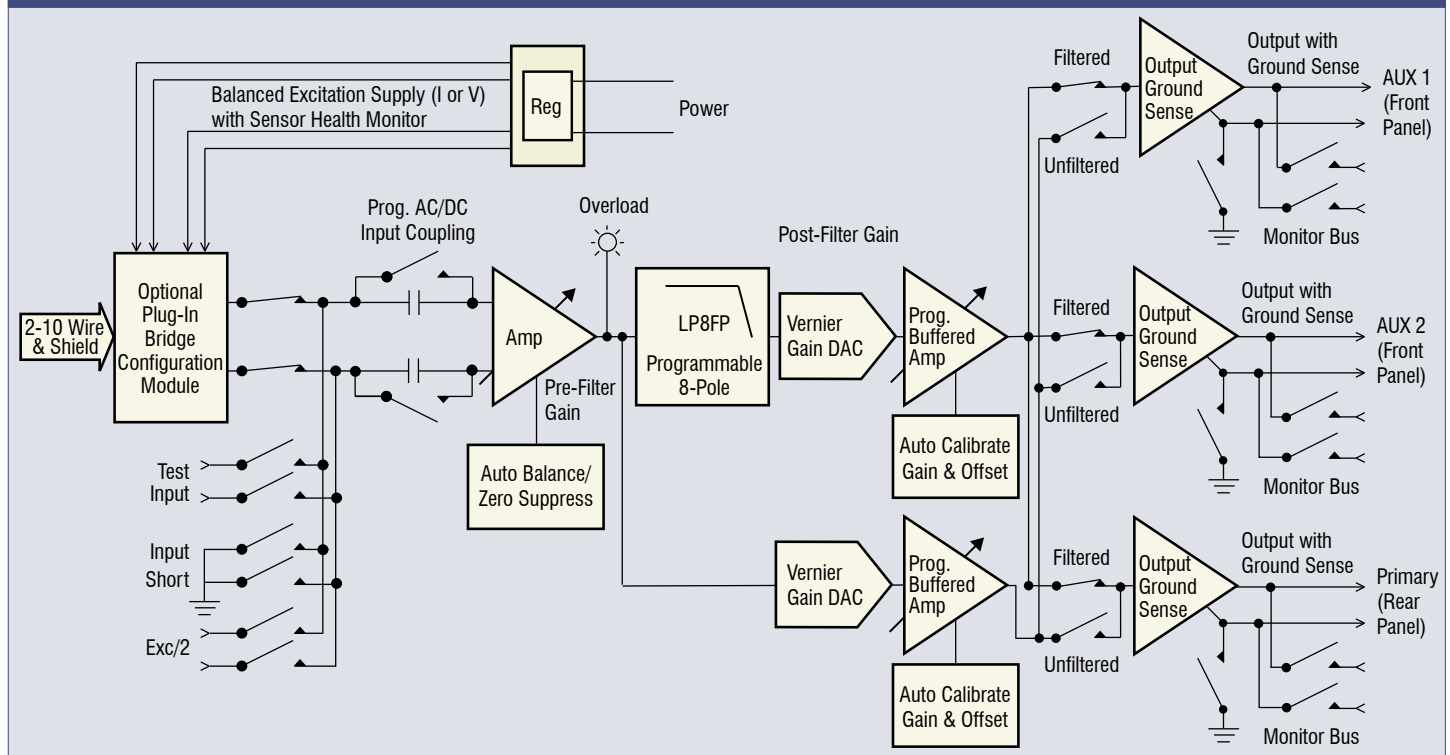 Balanced Excitation Supply (I or V)
with Sensor Health Monitor
Reg
Power
2-10 Wire
& Shield
Optional
Plug-In
Bridge
Configuration
Module
Prog. AC/DC
Input Coupling
Test
Input
Input
Short
Exc/2
Amp
Pre-Filter
Gain
Auto Balance/
Zero Suppress
Overload
LP8FP
Programmable
8-Pole
Post-Filter Gain
Vernier
Gain DAC
Prog.
Buffered
Amp
Auto Calibrate
Gain & Offset
Vernier
Gain DAC
Prog.
Buffered
Amp
Auto Calibrate
Gain & Offset
Filtered
Unfiltered
Output
Ground
Sense
Output with
Ground Sense
AUX 1
(Front
Panel)
Monitor Bus
Filtered
Unfiltered
Output
Ground
Sense
Output with
Ground Sense
AUX 2
(Front
Panel)
Monitor Bus
Filtered
Unfiltered
Output
Ground
Sense
Output with
Ground Sense
Primary
(Rear
Panel)
Monitor Bus